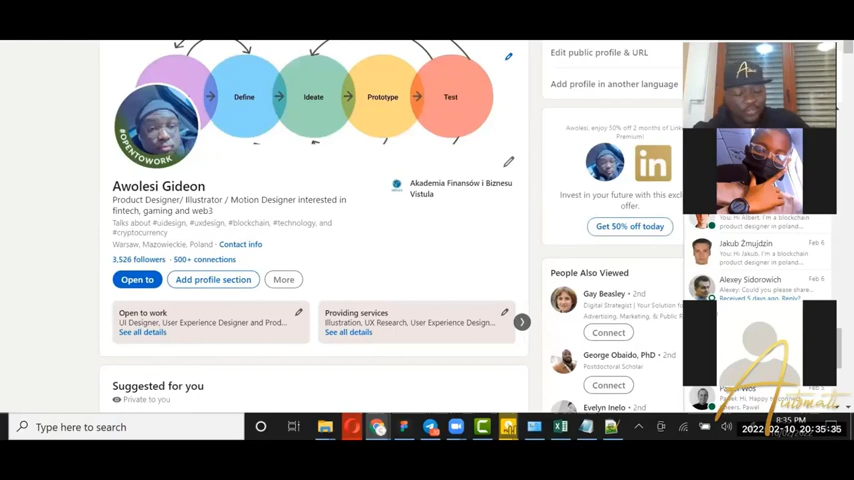 Define
Ideate
Prototype
Test
#OPENTOWORK
Awolesi Gideon
Product Designer/ Illustrator / Motion Designer interested in
fintech, gaming and web3
Talks about #uidesign, #uxdesign, #blockchain, #technology, and
#cryptocurrency
Warsaw, Mazowieckie, Poland · Contact info
3,526 followers · 500+ connections
Akademia Finansów i Biznesu
Vistula
Open to
Add profile section
More
Open to work
UI Designer, User Experience Designer and Prod...
See all details
Providing services
Illustration, UX Research, User Experience Design...
See all details
Suggested for you
Private to you
Edit public profile & URL
Add profile in another language
Awolesi, enjoy 50% off 2 months of
in
Invest in your future with this
offer.
Get 50% off today
People Also Viewed
Gay Beasley • 2nd
Digital Strategist | Your Solution
Advertising, Marketing, & Public
Connect
George Obaido, PhD • 2nd
Postdoctoral Scholar
Connect
Evelyn Inelo • 2nd
You: Hi Albert, I'm a blockchain
product designer in poland...
Jakub Żmujdzin
Feb 6
You: Hi Jakub, I'm a blockchain
product designer in poland...
Alexey Sidorowich
Feb 6
Alexey: Could you please share...
Received 5 days ago. Reply?
Pawel: Hi. Happy to connect
Pawel
Automati
Type here to search
8:35 PM
2022-02-10 20:35:35